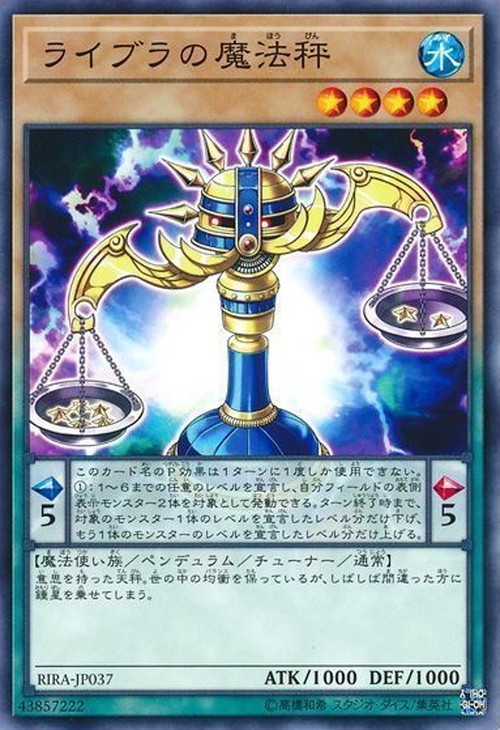 ライブラの魔法秤
水
このカード名のP効果は1ターンに1度しか使用できない。
①:1～6までの任意のレベルを宣言し、自分フィールドの表側
表示モンスター2体を対象として発動できる。ターン終了時まで、
対象のモンスター1体のレベルを宣言したレベル分だけ下げ、
もう1体のモンスターのレベルを宣言したレベル分だけ上げる。
5
5
【魔法使い族／ペンデュラム／チューナー／通常】
意思を持った天秤。世の中の均衡を保っているが、しばしば間違った方に
錘星を乗せてしまう。
RIRA-JP037
ATK/1000 DEF/1000
43857222
©高橋和希 スタジオ・ダイス/集英社